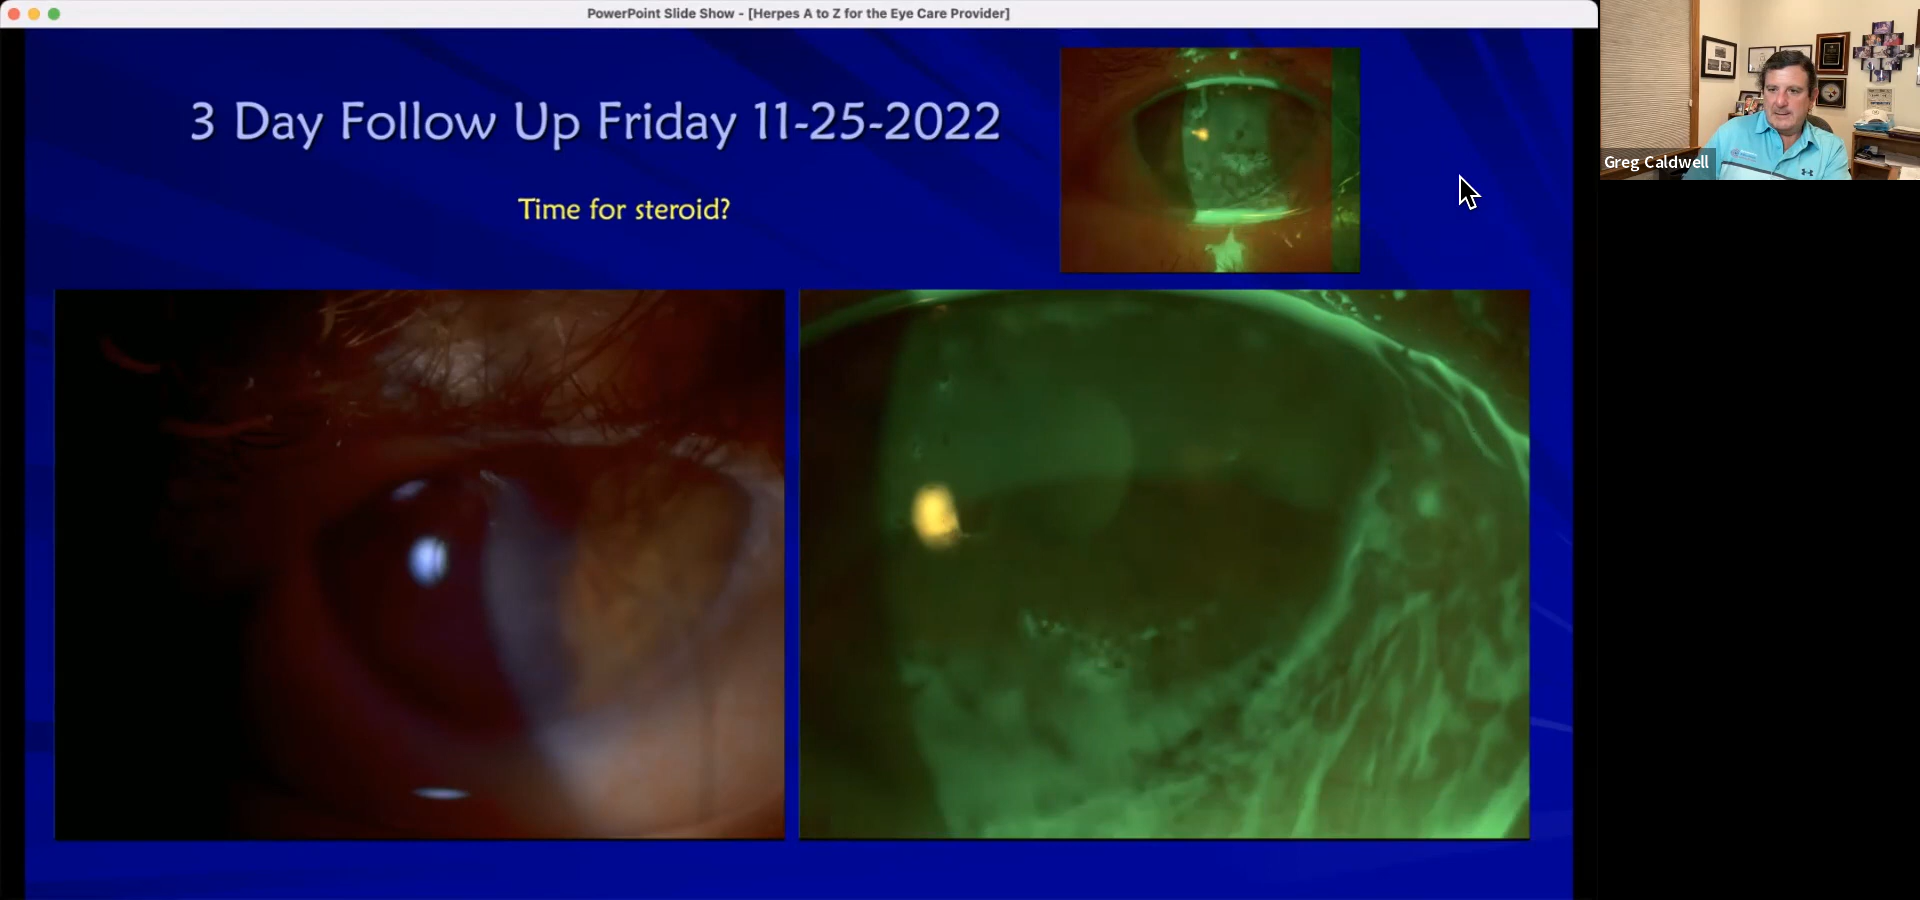 PowerPoint Slide Show - [Herpes A to Z for the Eye Care Provider]
3 Day Follow Up Friday 11-25-2022
Time for steroid?
Greg Caldwell